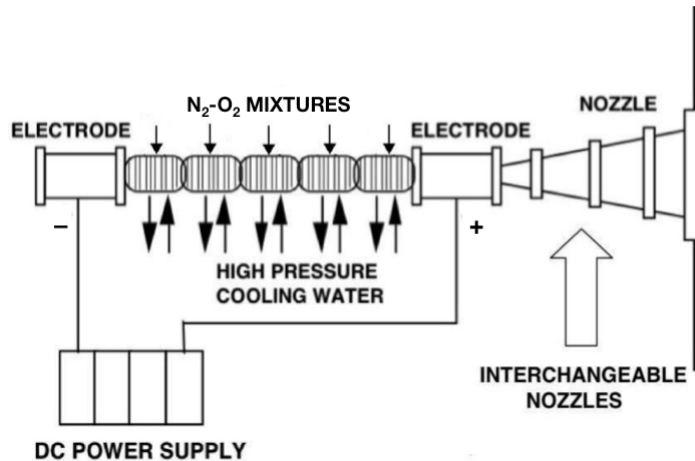 N₂-O₂ MIXTURES
NOZZLE
ELECTRODE
ELECTRODE
–
+
HIGH PRESSURE
COOLING WATER
INTERCHANGEABLE
NOZZLES
DC POWER SUPPLY